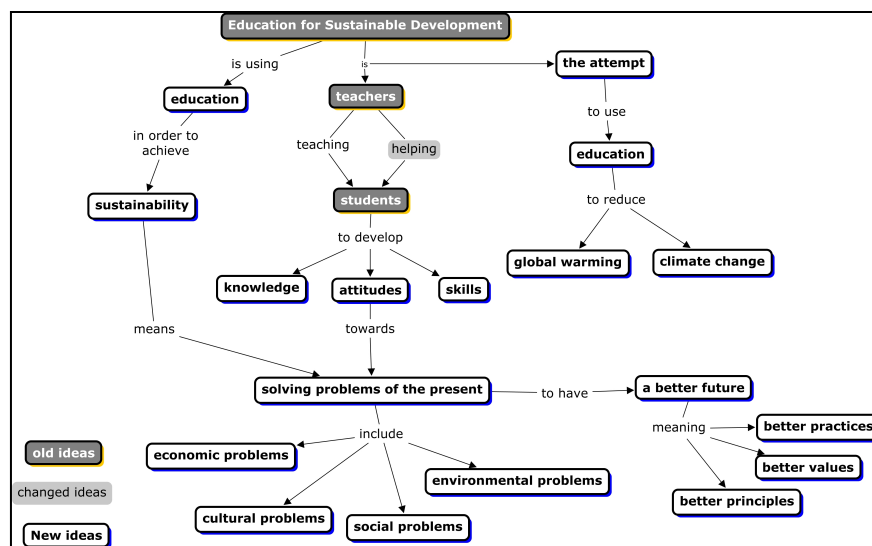 Education for Sustainable Development
is using
is
the attempt
education
teachers
to use
in order to
achieve
teaching
helping
education
sustainability
students
to reduce
to develop
global warming
climate change
knowledge
attitudes
skills
means
towards
solving problems of the present
to have
a better future
include
meaning
better practices
old ideas
economic problems
better values
environmental problems
changed ideas
cultural problems
social problems
better principles
New ideas